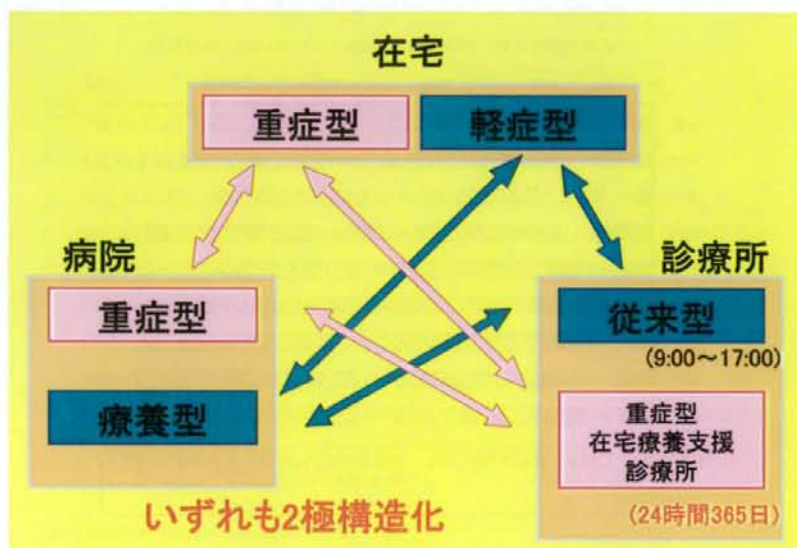 在宅
重症型
軽症型
病院
重症型
療養型
診療所
従来型
(9:00～17:00)
重症型
在宅療養支援
診療所
(24時間365日)
いずれも2極構造化